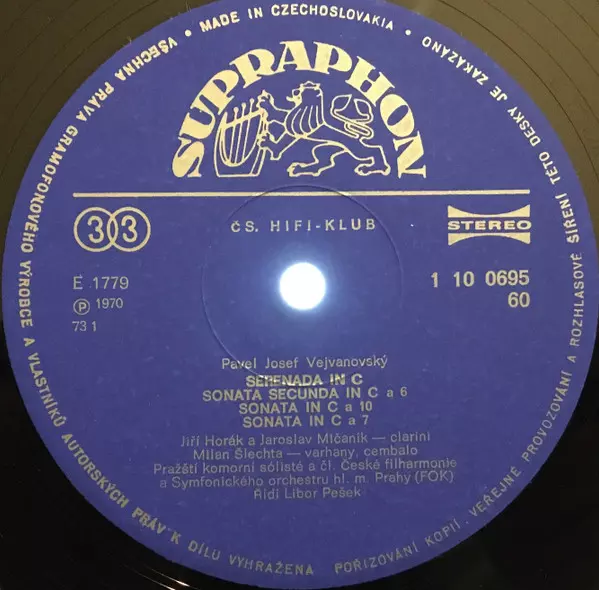 VŠECHNA PRÁVA GRAMOFONOVÉHO VÝROBCE A VLASTNÍKŮ AUTORSKÝCH PRÁV K DÍLU VYHRAŽENA • POŘIZOVÁNÍ KOPIÍ, VEŘEJNÉ PROVOZOVÁNÍ A ROZHLASOVÉ ŠÍŘENÍ TÉTO DESKY JE ZAKÁZÁNO • MADE IN CZECHOSLOVAKIA •
SUPRAPHON
33
ČS. HIFI-KLUB
STEREO
E 1779
1 10 0695
℗ 1970
60
73 1
Pavel Josef Vejvanovský
SERENADA IN C
SONATA SECUNDA IN C a 6
SONATA IN C a 10
SONATA IN C a 7
Jiří Horák a Jaroslav Mlčaník — clarini
Milan Šlechta — varhany, cembalo
Pražští komorní sólisté a čl. České filharmonie
a Symfonického orchestru hl. m. Prahy (FOK)
Řídí Libor Pešek